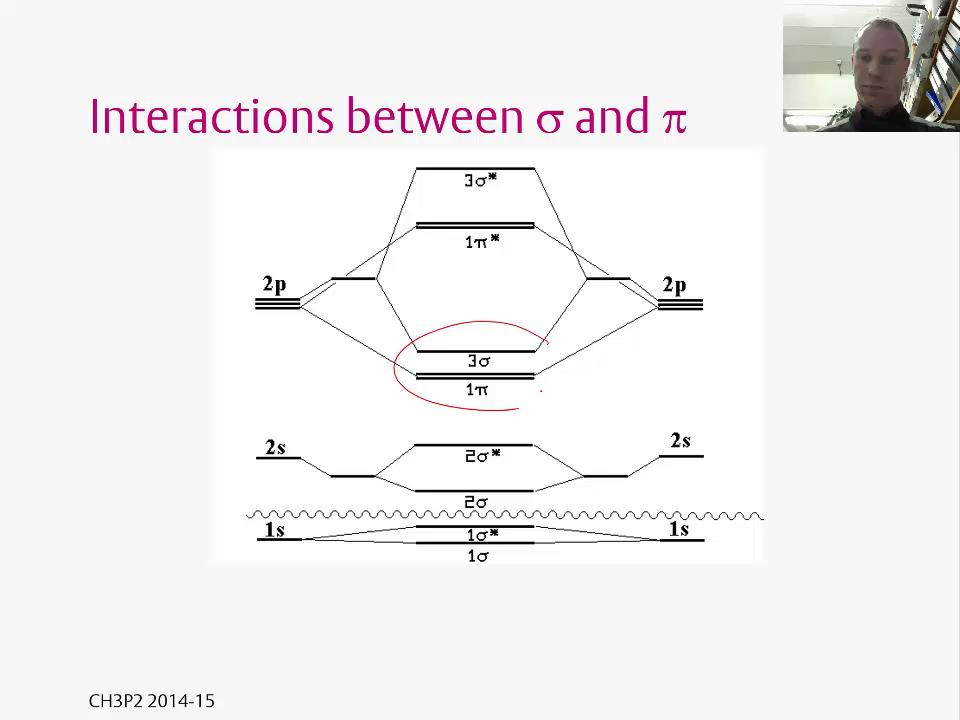 Interactions between σ and π
3σ*
1π*
2p 2p
3σ
1π
2s 2s
2σ*
2σ
1s 1s
1σ*
1σ
CH3P2 2014-15